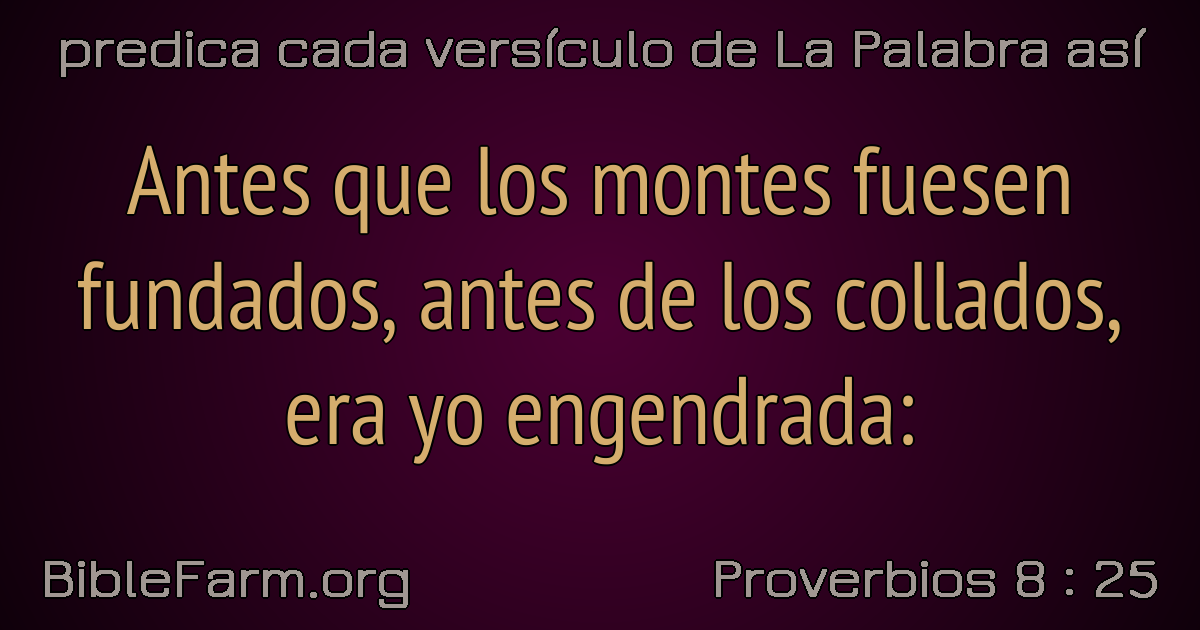 predica cada versículo de La Palabra así
Antes que los montes fuesen
fundados, antes de los collados,
era yo engendrada:
BibleFarm.org
Proverbios 8 : 25